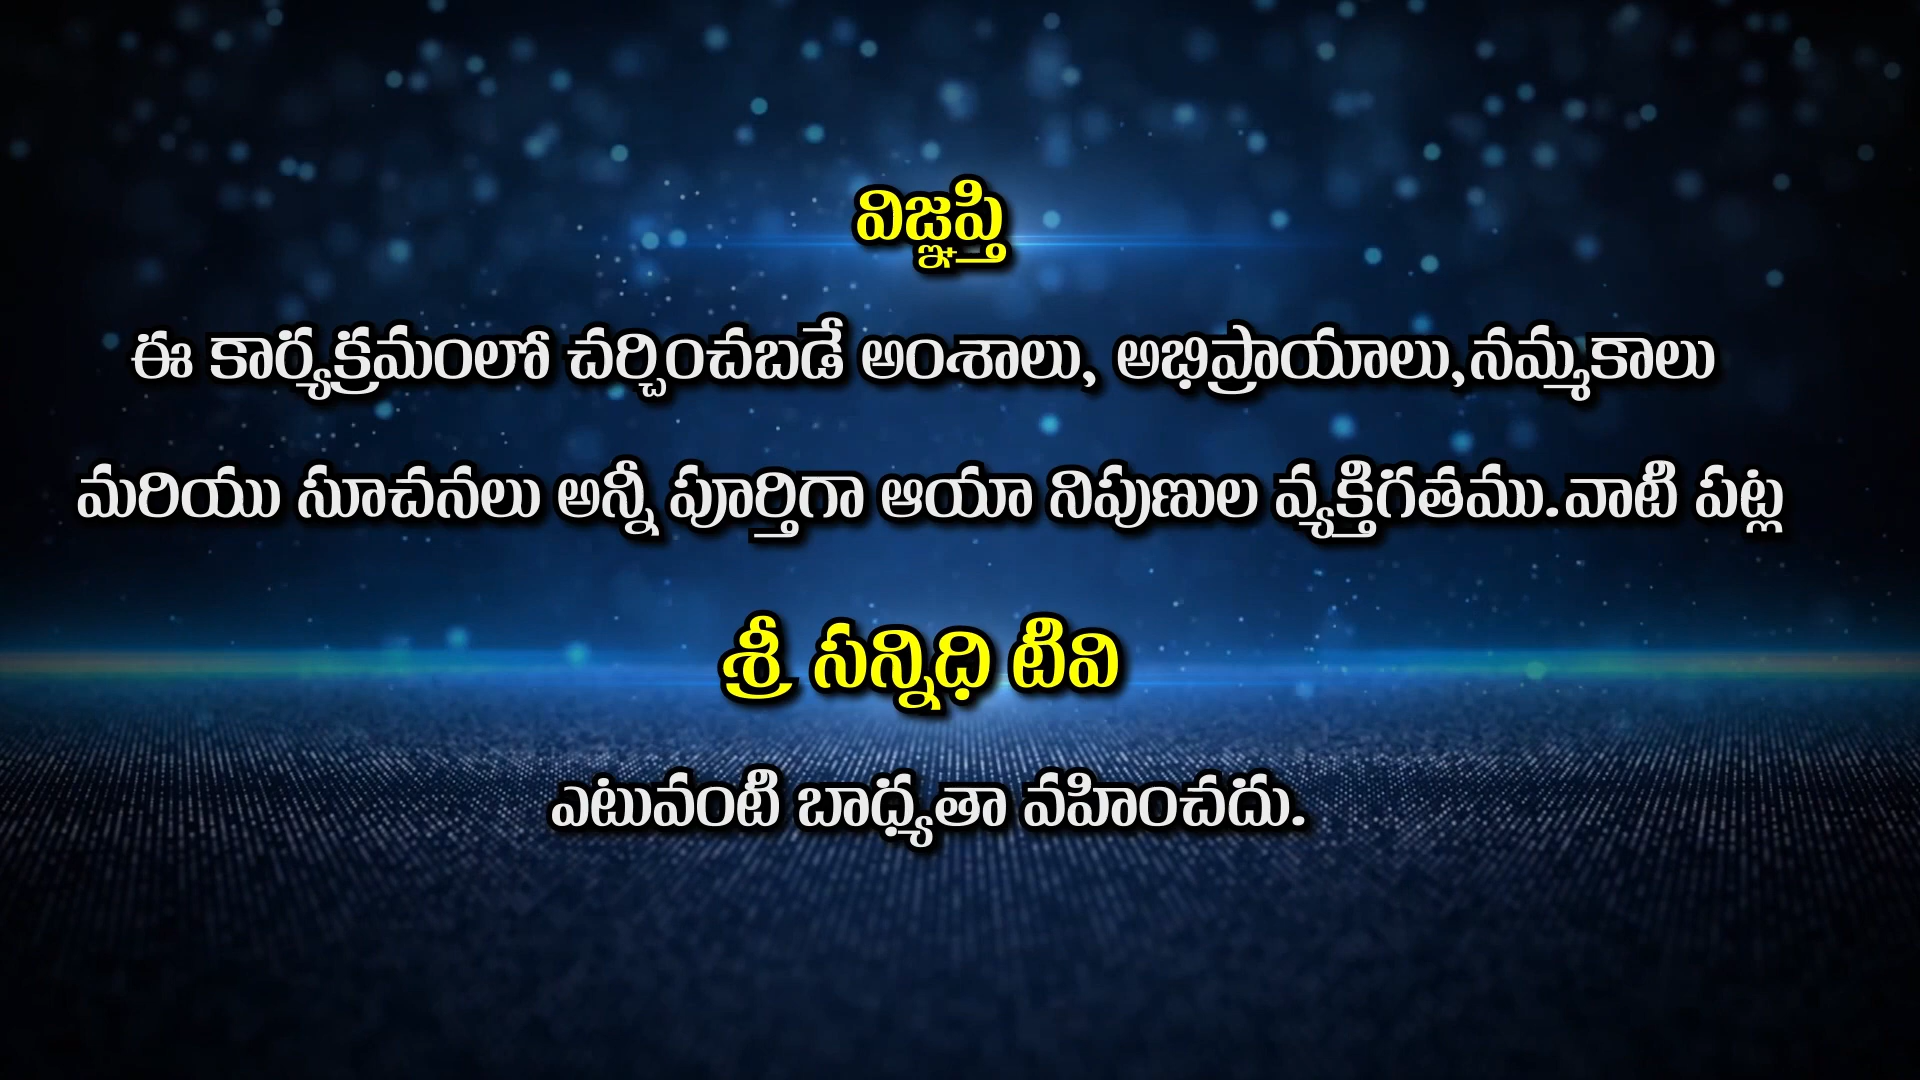 విజ్ఞప్తి
ఈ కార్యక్రమంలో చర్చించబడే అంశాలు, అభిప్రాయాలు,నమ్మకాలు
మరియు సూచనలు అన్నీ పూర్తిగా ఆయా నిపుణుల వ్యక్తిగతము.వాటి పట్ల
శ్రీ సన్నిధి టివి
ఎటువంటి బాధ్యతా వహించదు.